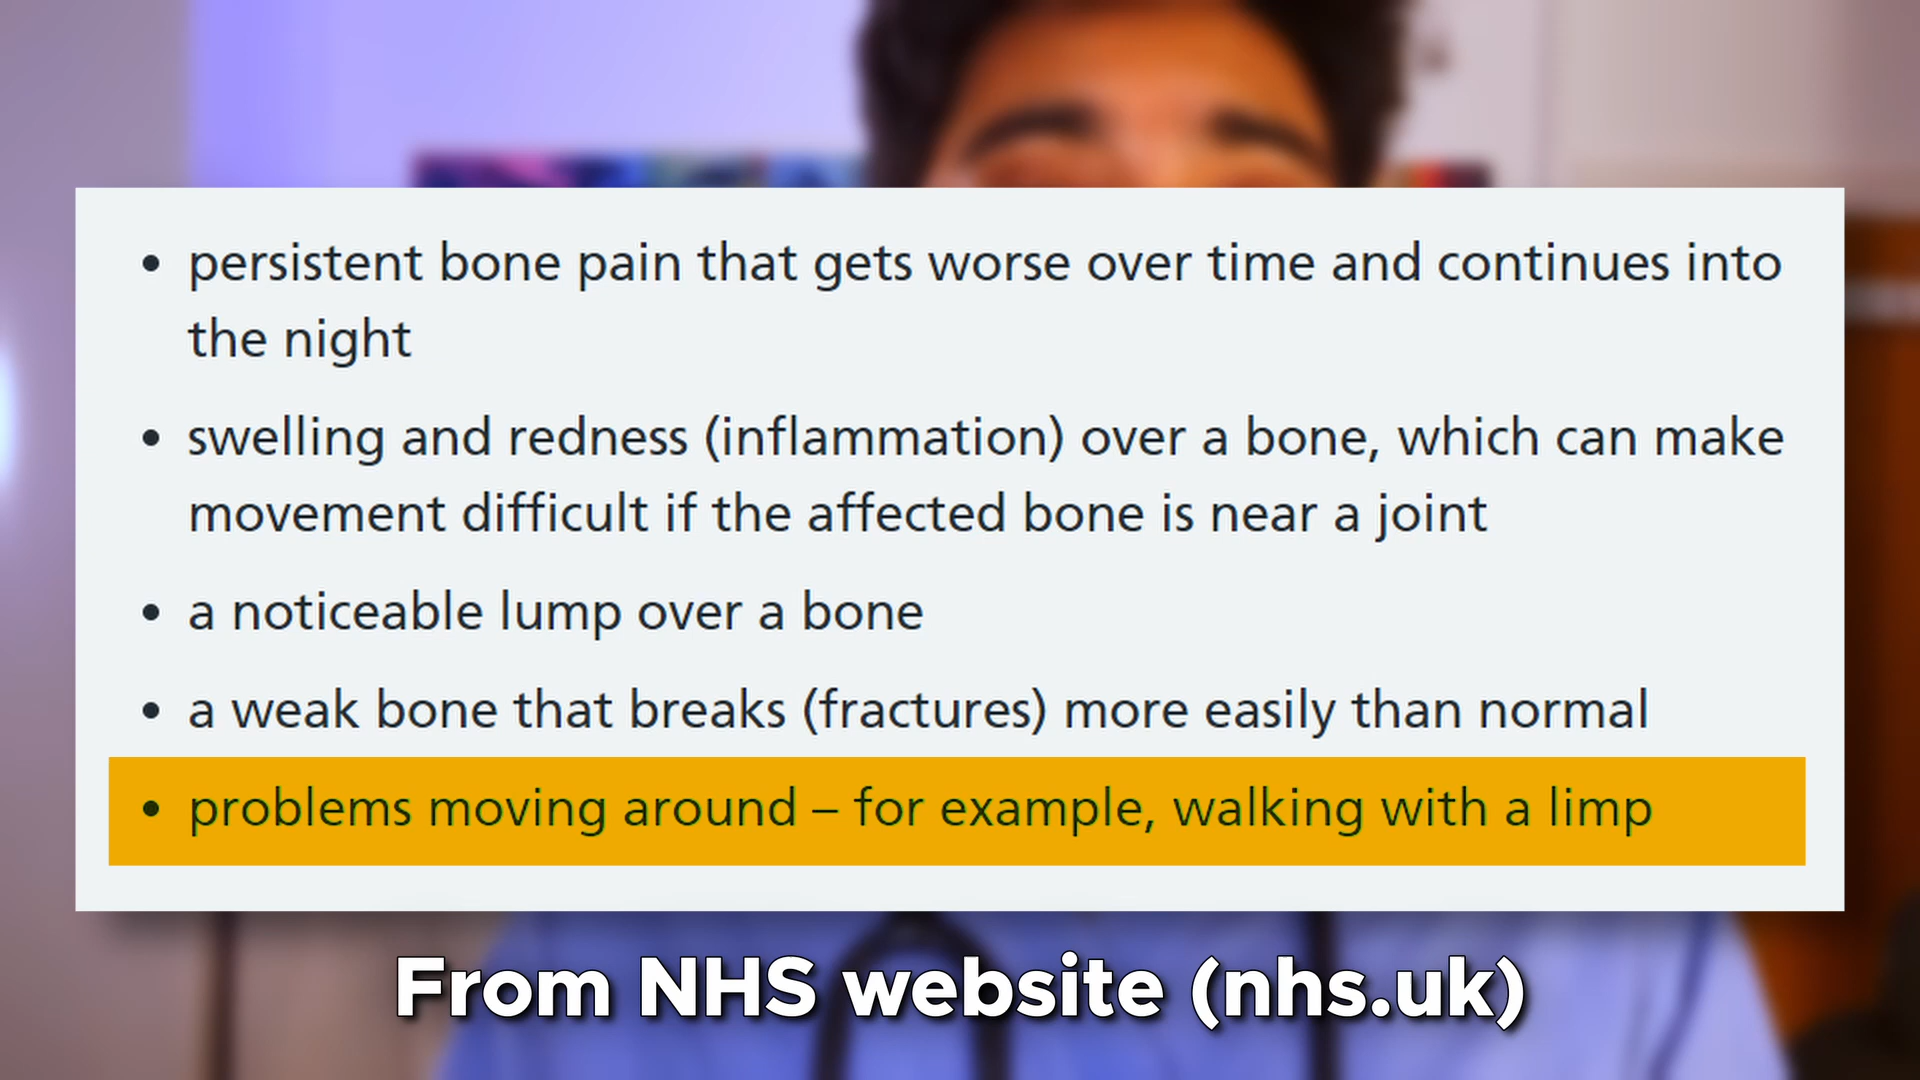 • persistent bone pain that gets worse over time and continues into
the night
• swelling and redness (inflammation) over a bone, which can make
movement difficult if the affected bone is near a joint
• a noticeable lump over a bone
• a weak bone that breaks (fractures) more easily than normal
• problems moving around – for example, walking with a limp
From NHS website (nhs.uk)